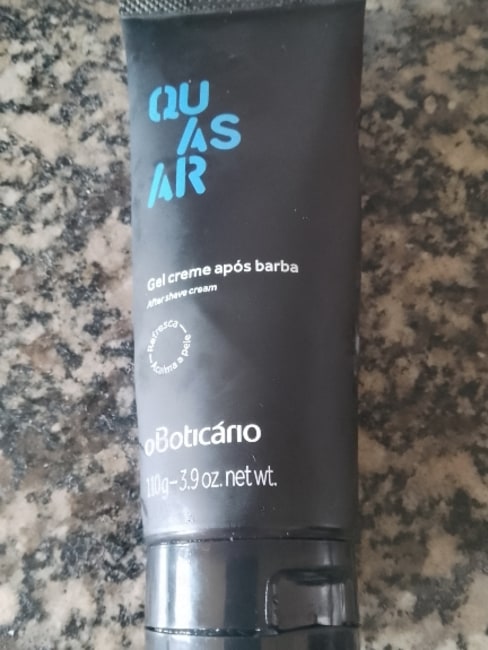 QU
AS
AR
Gel creme após barba
After shave cream
Refresca
Acalma a pele
oBoticário
110g-3.9 oz. net wt.